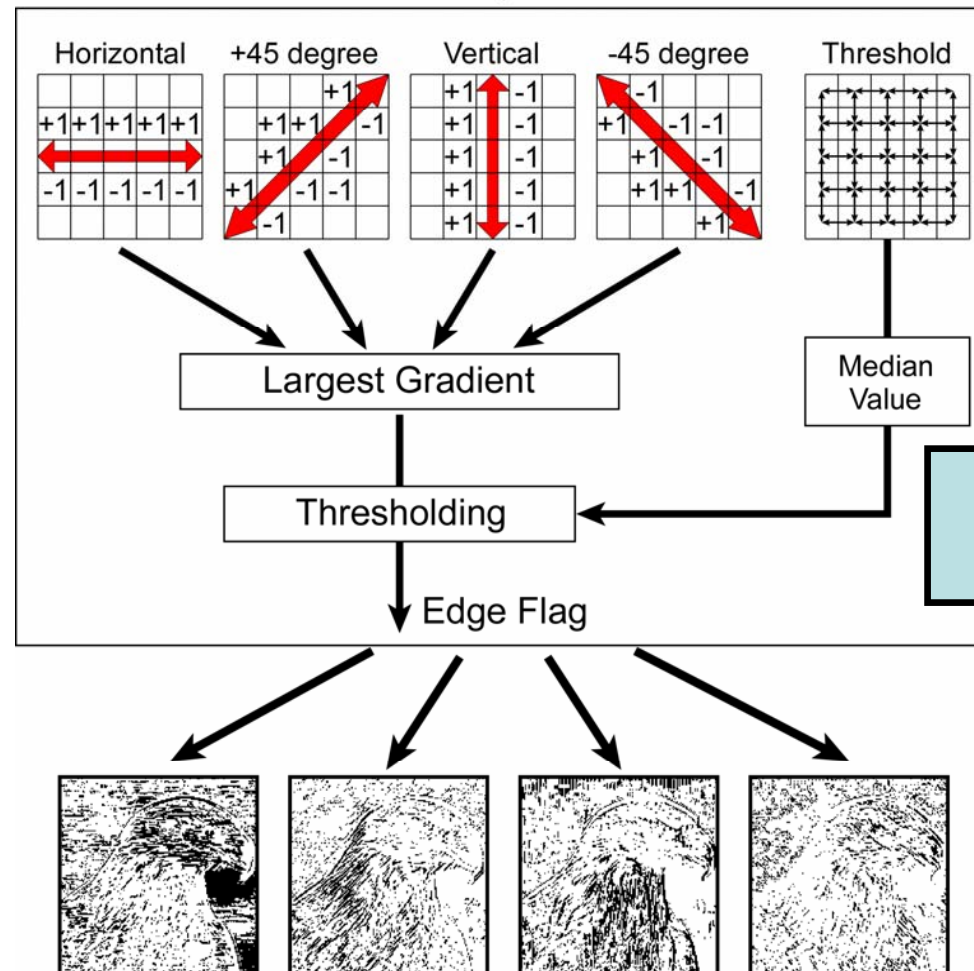 Horizontal +45 degree Vertical -45 degree Threshold
+1 +1 -1 -1
+1 +1 +1 +1 +1 +1 +1 -1 +1 -1 +1 -1 -1
+1 -1 +1 -1 +1 -1
-1 -1 -1 -1 -1 +1 -1 -1 +1 -1 +1 +1 -1
-1 +1 -1 +1
Largest Gradient
Median
Value
Thresholding
Edge Flag